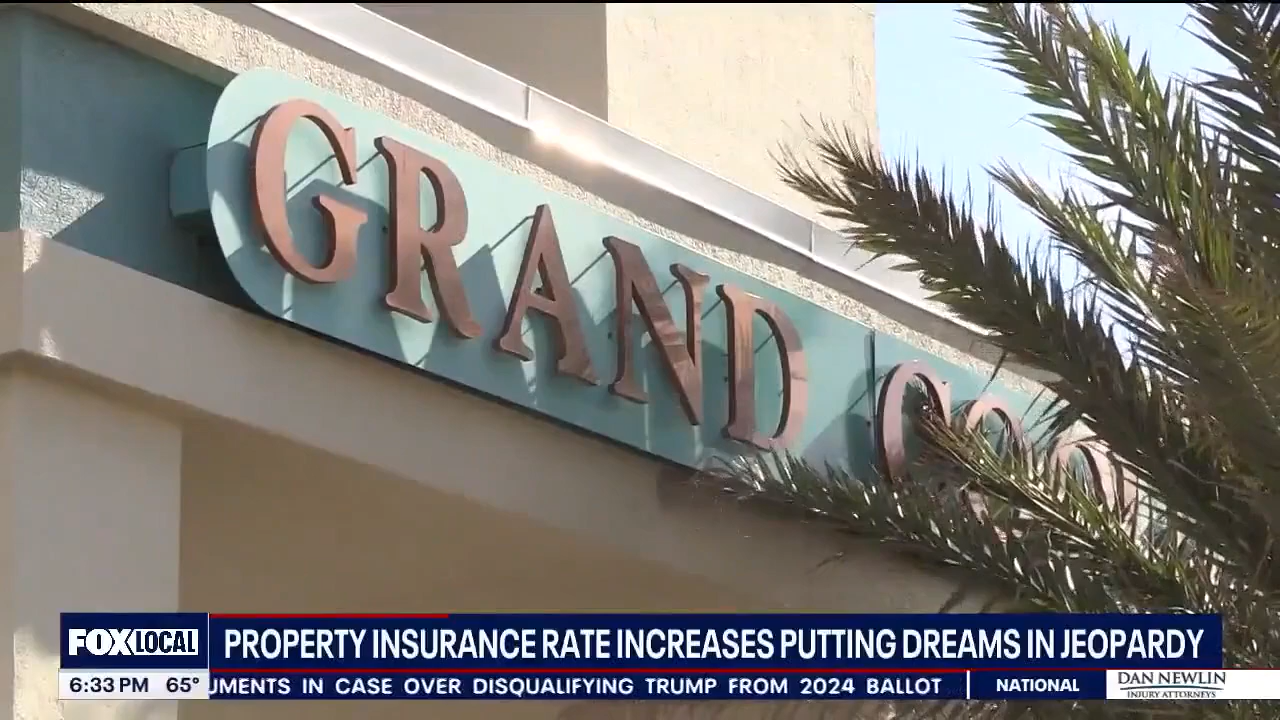 GRAND
FOX LOCAL
PROPERTY INSURANCE RATE INCREASES PUTTING DREAMS IN JEOPARDY
6:33 PM 65° UMENTS IN CASE OVER DISQUALIFYING TRUMP FROM 2024 BALLOT NATIONAL
DAN NEWLIN
INJURY ATTORNEYS